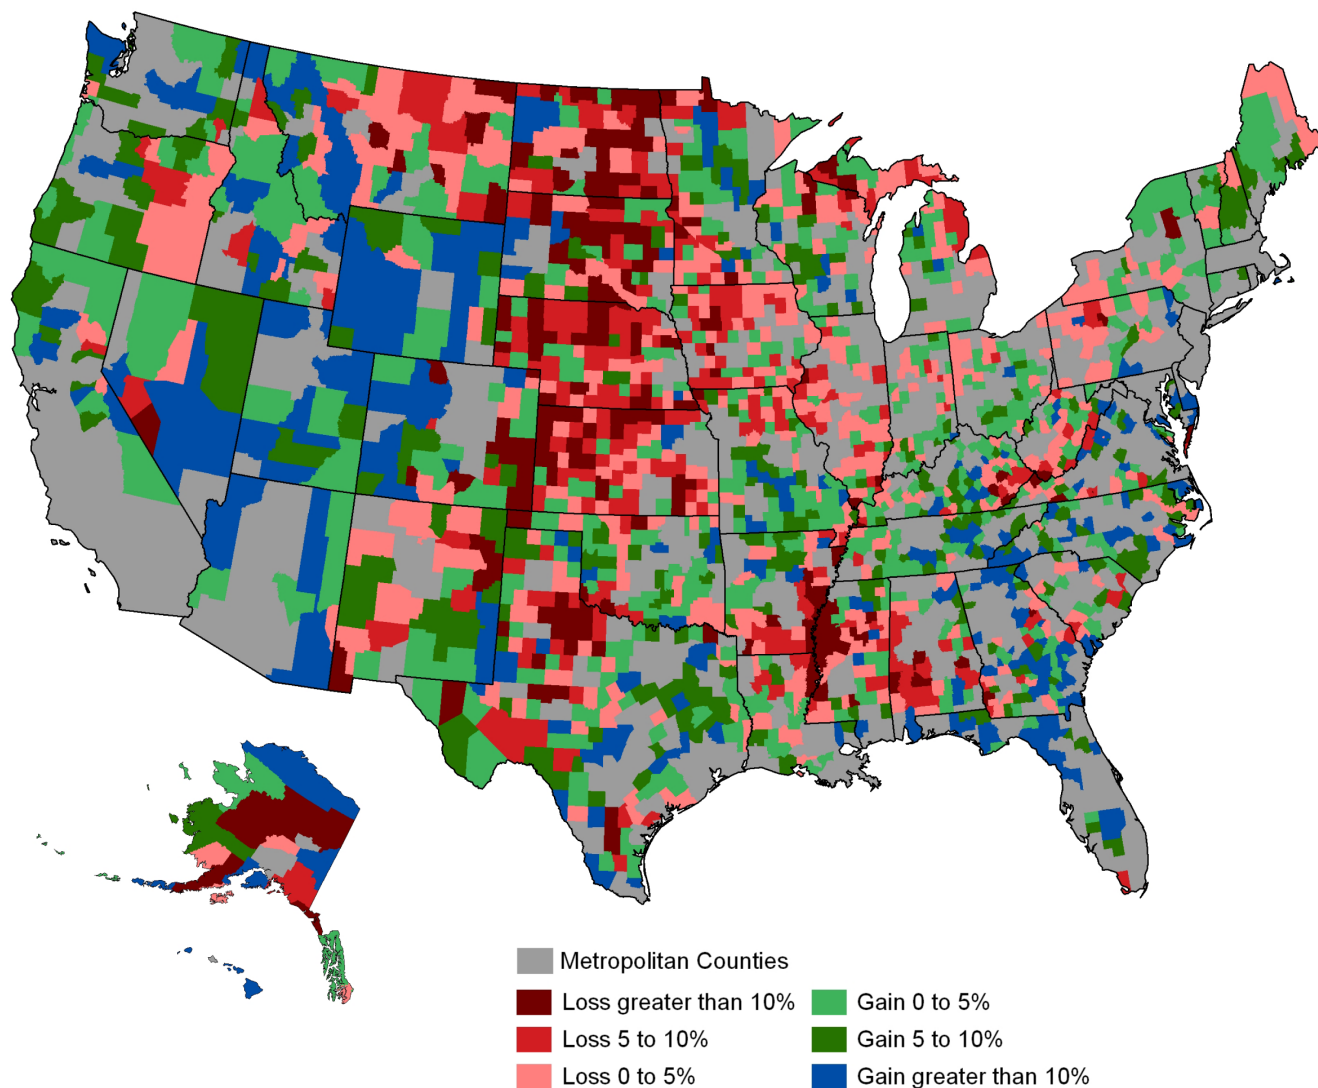 Metropolitan Counties
Loss greater than 10%
Gain 0 to 5%
Loss 5 to 10%
Gain 5 to 10%
Loss 0 to 5%
Gain greater than 10%